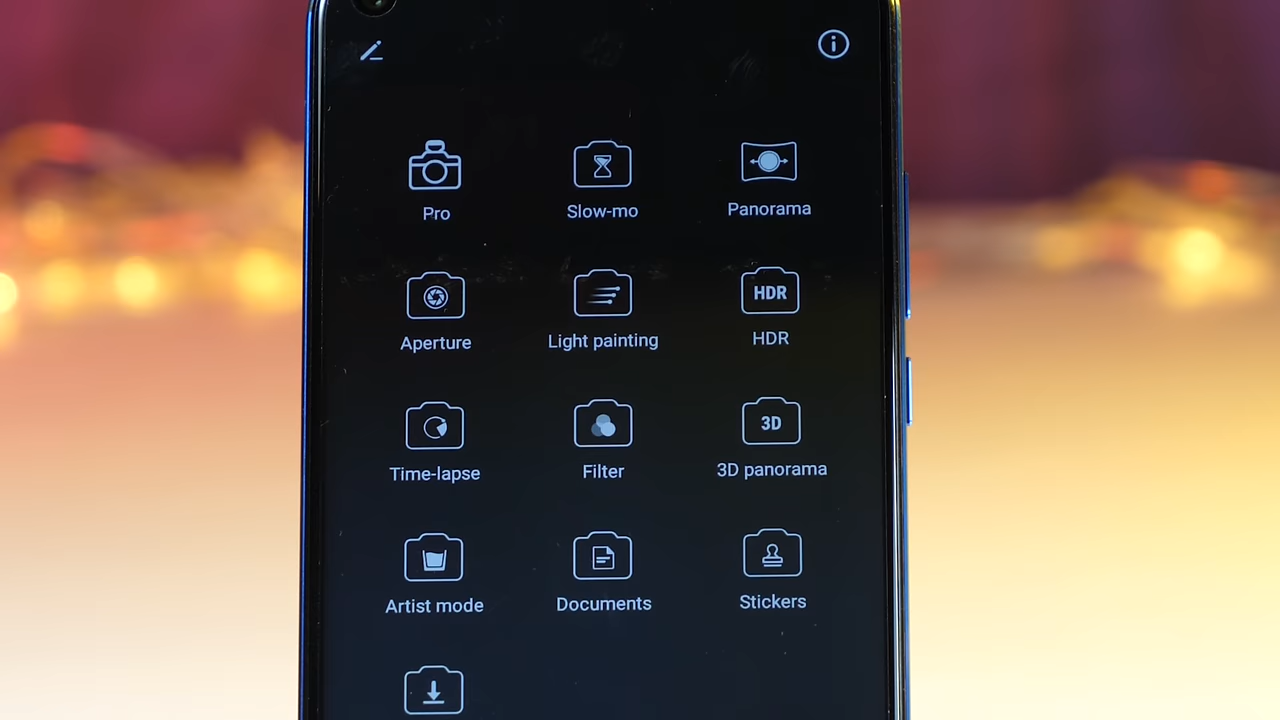 Pro
Slow-mo
Panorama
Aperture
Light painting
HDR
HDR
Time-lapse
Filter
3D
3D panorama
Artist mode
Documents
Stickers